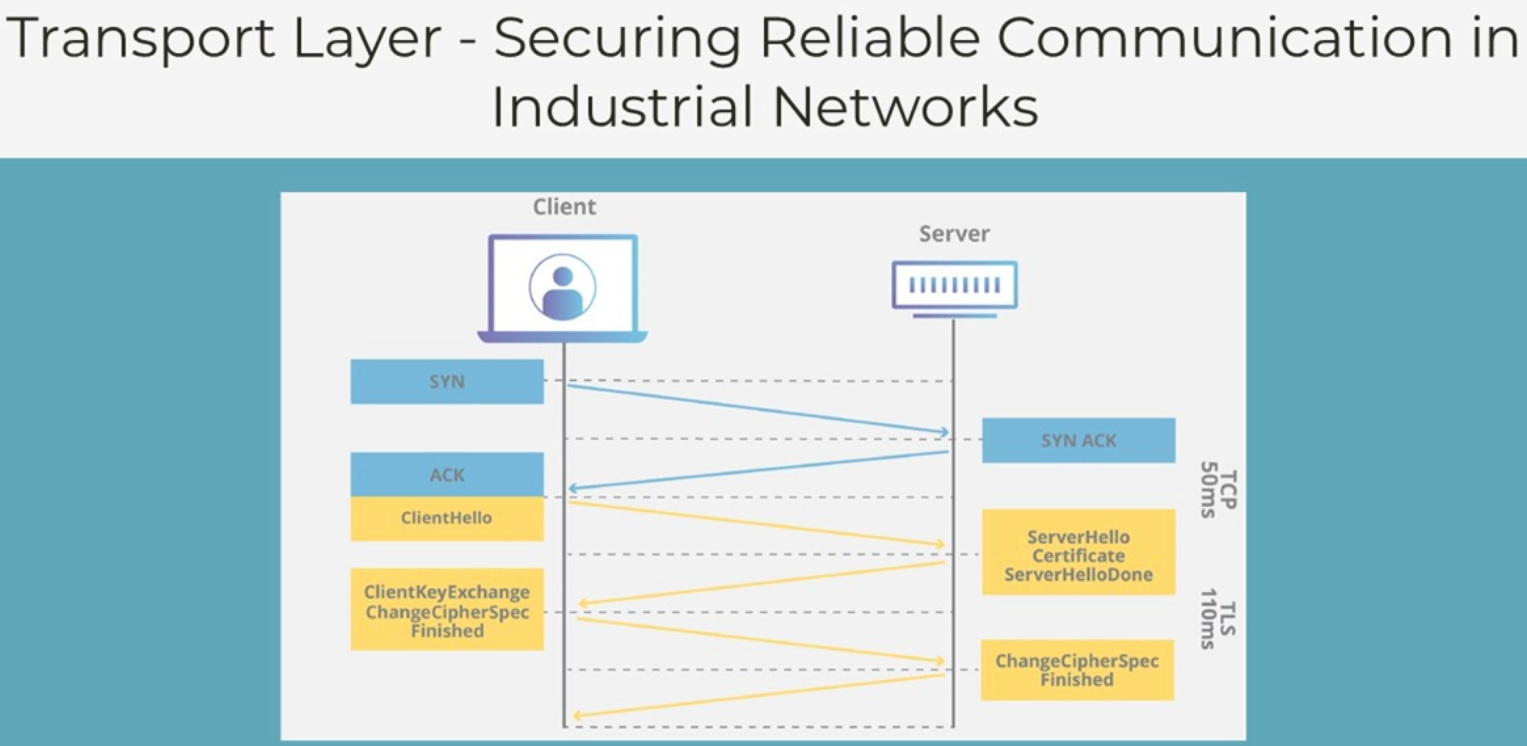 Transport Layer - Securing Reliable Communication in
Industrial Networks
Client
Server
SYN
SYN ACK
ACK
ClientHello
TCP
50ms
ServerHello
Certificate
ServerHelloDone
ClientKeyExchange
ChangeCipherSpec
Finished
TLS
110ms
ChangeCipherSpec
Finished